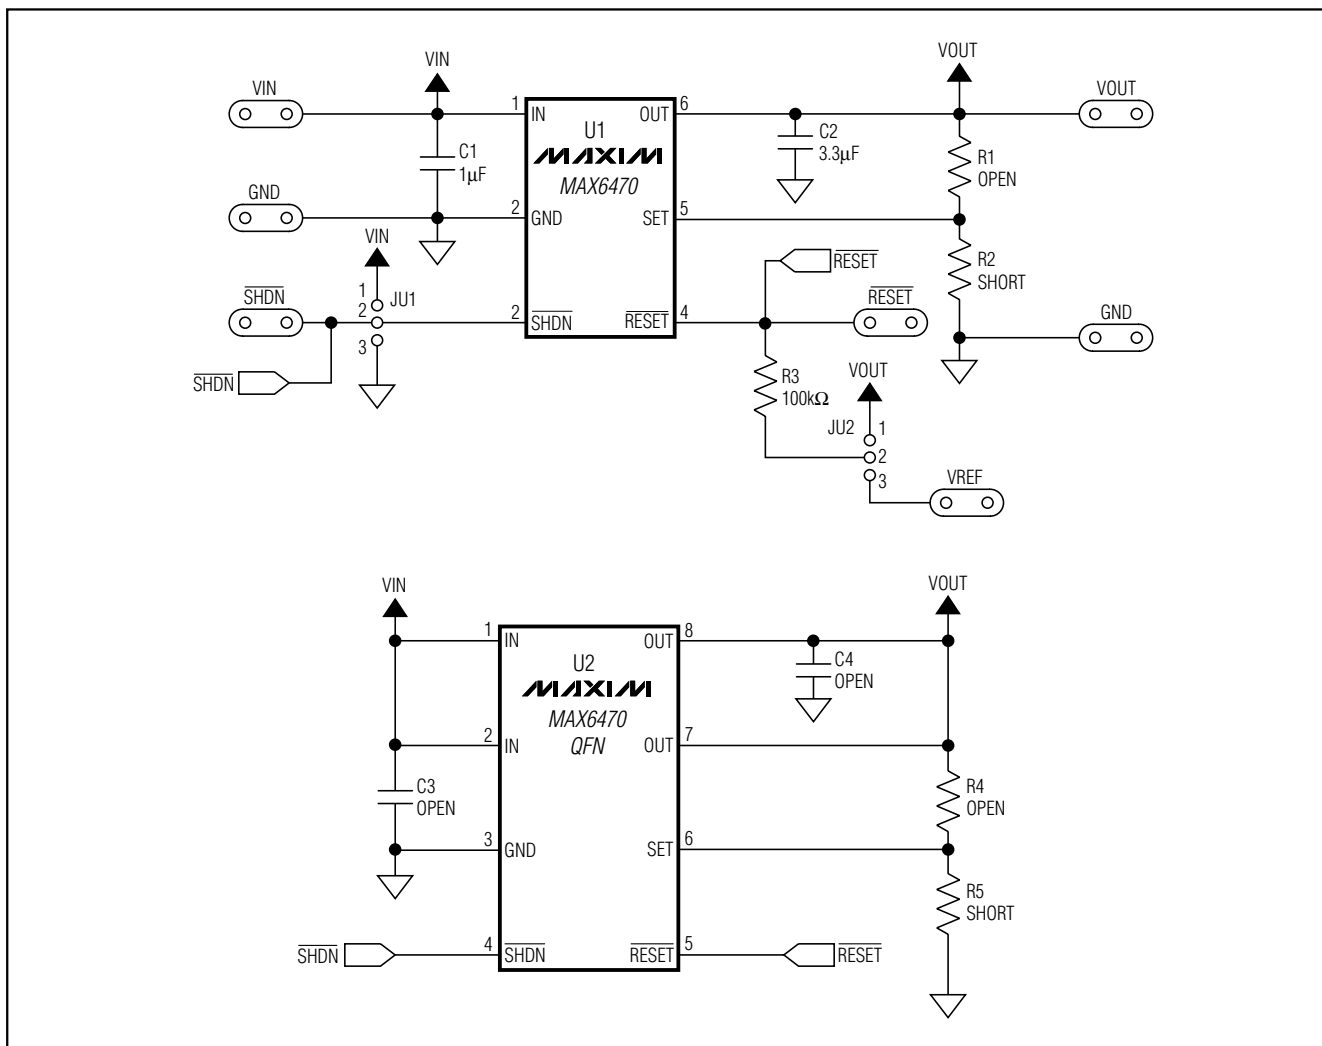 VIN
VOUT
VIN
VOUT
1
IN
OUT
6
U1
MAXIM
MAX6470
C1
1µF
C2
3.3µF
R1
OPEN
GND
2
GND
SET
5
VIN
1
2
3
JU1
SHDN
2
SHDN
RESET
4
RESET
RESET
R2
SHORT
GND
SHDN
R3
100kΩ
VOUT
JU2
1
2
3
VREF
VIN
VOUT
1
IN
OUT
8
U2
MAXIM
MAX6470
QFN
C4
OPEN
2
IN
OUT
7
C3
OPEN
R4
OPEN
3
GND
SET
6
R5
SHORT
SHDN
4
SHDN
RESET
5
RESET